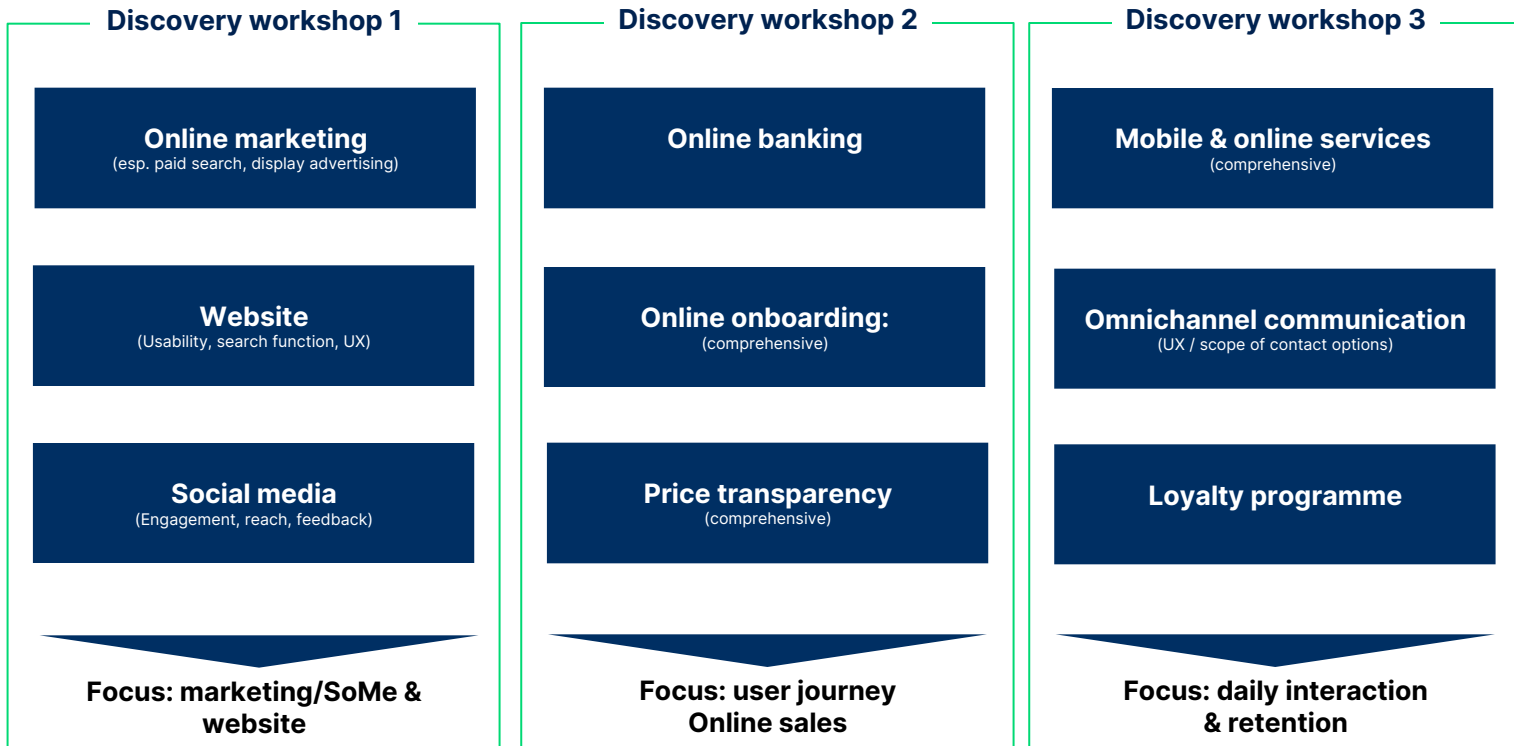 Discovery workshop 1
Online marketing
(esp. paid search, display advertising)
Website
(Usability, search function, UX)
Social media
(Engagement, reach, feedback)
Focus: marketing/SoMe &
website
Discovery workshop 2
Online banking
Online onboarding:
(comprehensive)
Price transparency
(comprehensive)
Focus: user journey
Online sales
Discovery workshop 3
Mobile & online services
(comprehensive)
Omnichannel communication
(UX / scope of contact options)
Loyalty programme
Focus: daily interaction
& retention